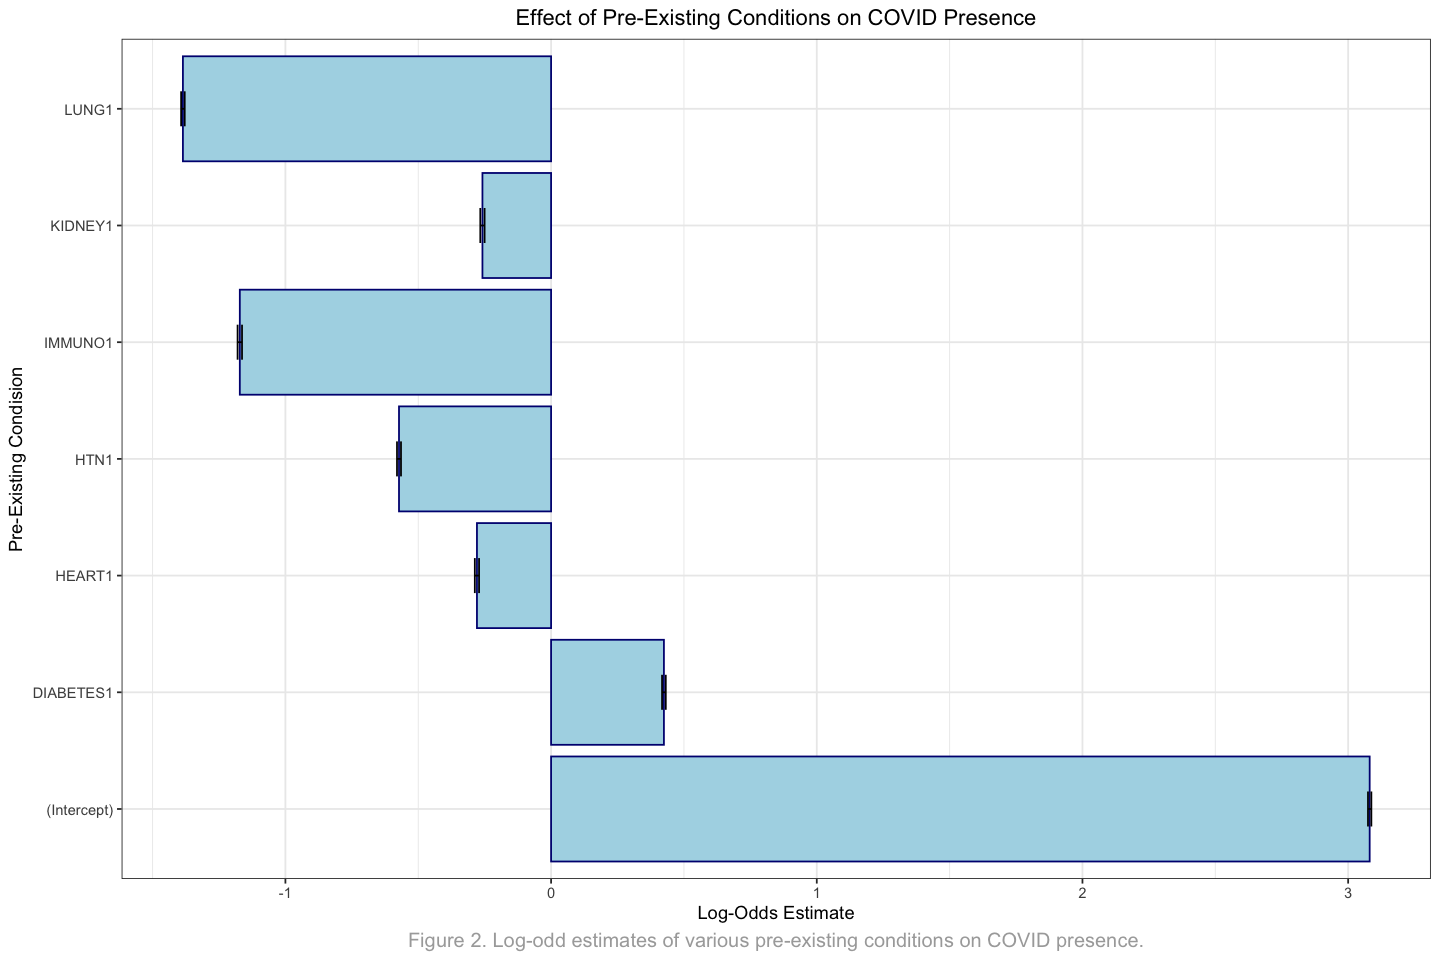 Effect of Pre-Existing Conditions on COVID Presence
Pre-Existing Condision
LUNG1
KIDNEY1
IMMUNO1
HTN1
HEART1
DIABETES1
(Intercept)
-1 0 1 2 3
Log-Odds Estimate
Figure 2. Log-odd estimates of various pre-existing conditions on COVID presence.